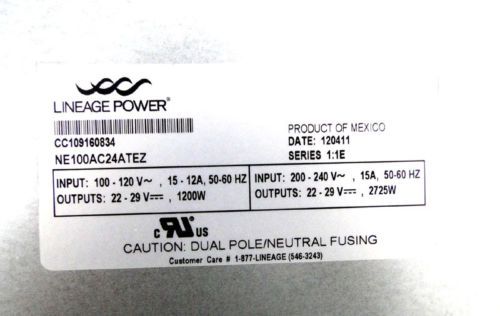 LINEAGE POWER®
CC109160834
NE100AC24ATEZ
PRODUCT OF MEXICO
DATE: 120411
SERIES 1:1E
INPUT: 100 - 120 V~ , 15 - 12A, 50-60 HZ
OUTPUTS: 22 - 29 V⎓ , 1200W
INPUT: 200 - 240 V~ , 15A, 50-60 HZ
OUTPUTS: 22 - 29 V⎓ , 2725W
c RU US
CAUTION: DUAL POLE/NEUTRAL FUSING
Customer Care # 1-877-LINEAGE (546-3243)